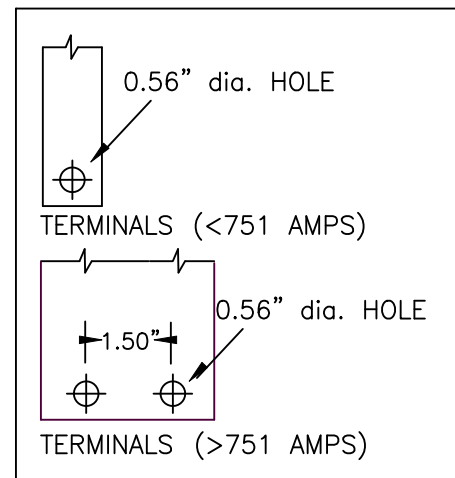 0.56” dia. HOLE
TERMINALS (<751 AMPS)
0.56” dia. HOLE
1.50”
TERMINALS (>751 AMPS)